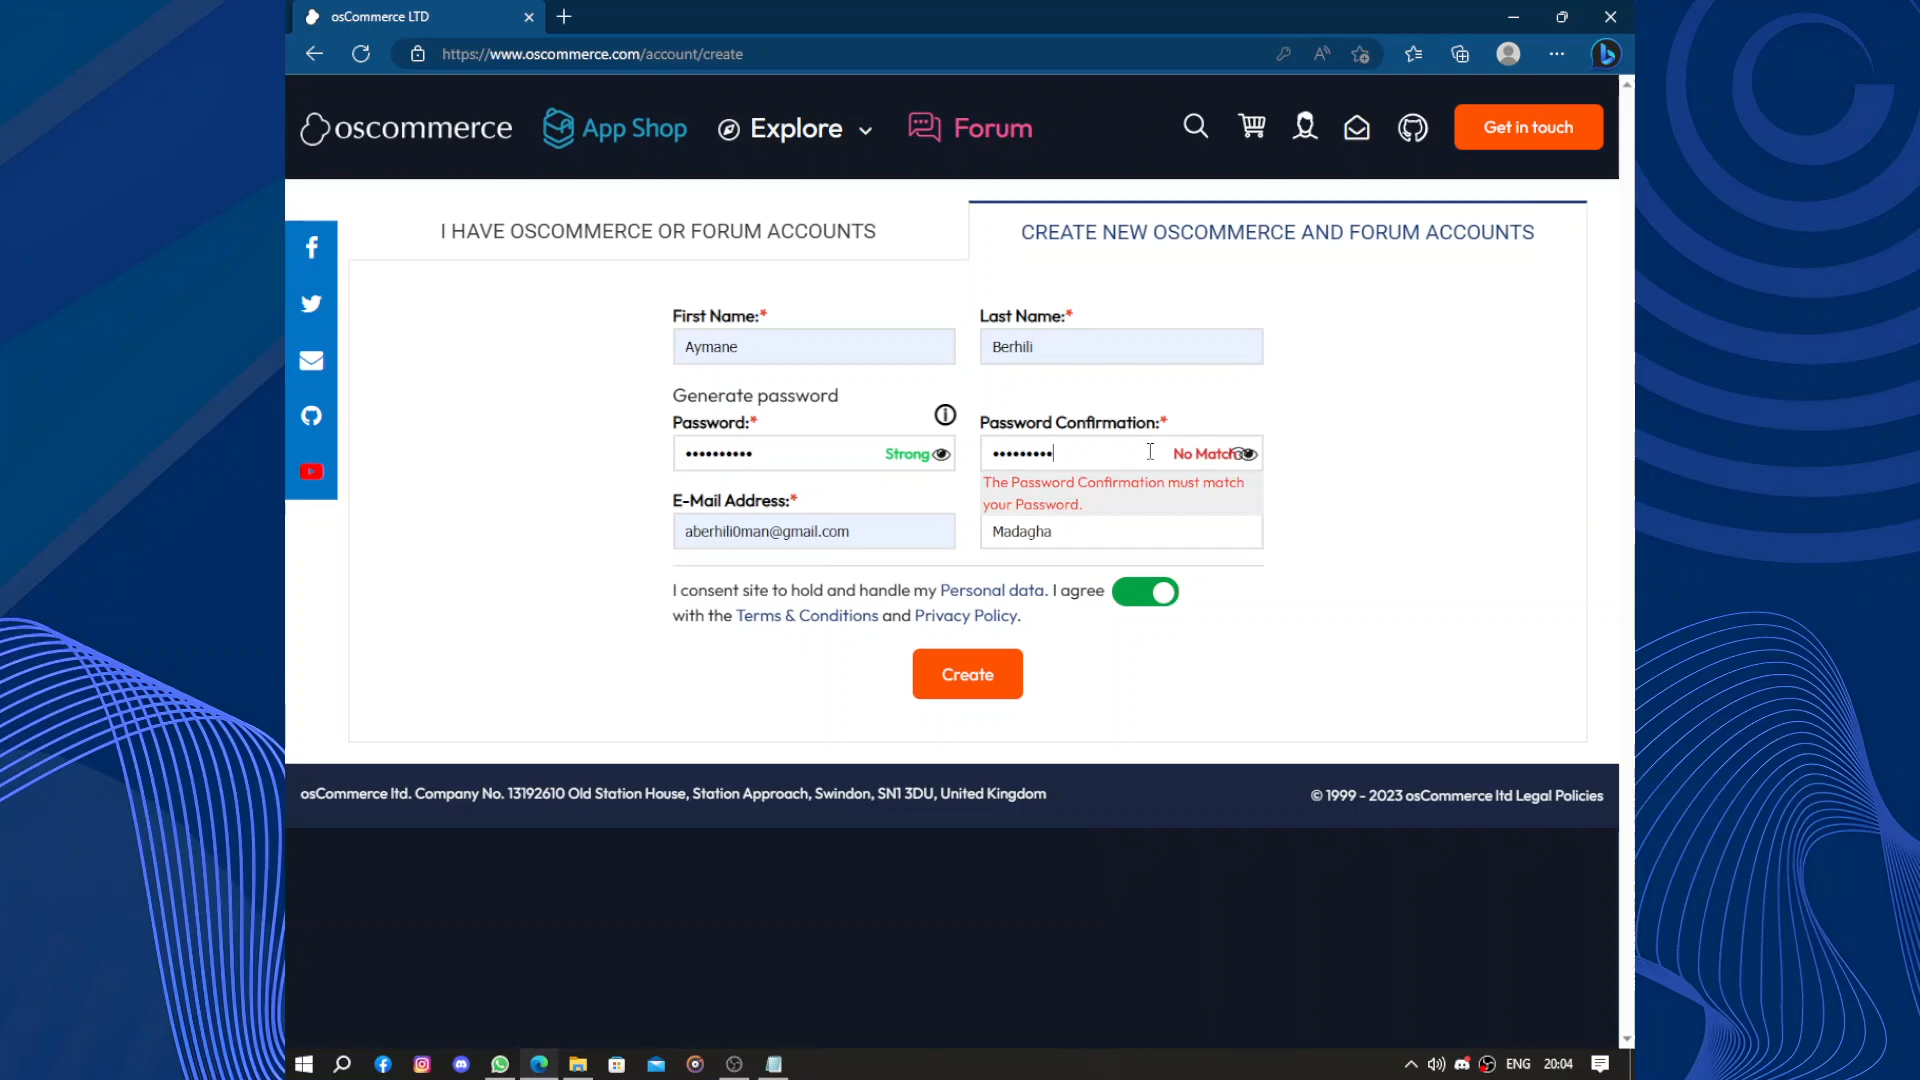 osCommerce LTD
https://www.oscommerce.com/account/create
oscommerce
App Shop
Explore
Forum
Get in touch
I HAVE OSCOMMERCE OR FORUM ACCOUNTS
CREATE NEW OSCOMMERCE AND FORUM ACCOUNTS
First Name:*
Last Name:*
Aymane
Berhili
Generate password
Password:*
Password Confirmation:*
••••••••••
Strong
•••••••••
No Match
The Password Confirmation must match
your Password.
E-Mail Address:*
aberhili0man@gmail.com
Madagha
I consent site to hold and handle my Personal data. I agree
with the Terms & Conditions and Privacy Policy.
Create
osCommerce ltd. Company No. 13192610 Old Station House, Station Approach, Swindon, SN1 3DU, United Kingdom
© 1999 - 2023 osCommerce ltd Legal Policies
ENG
20:04